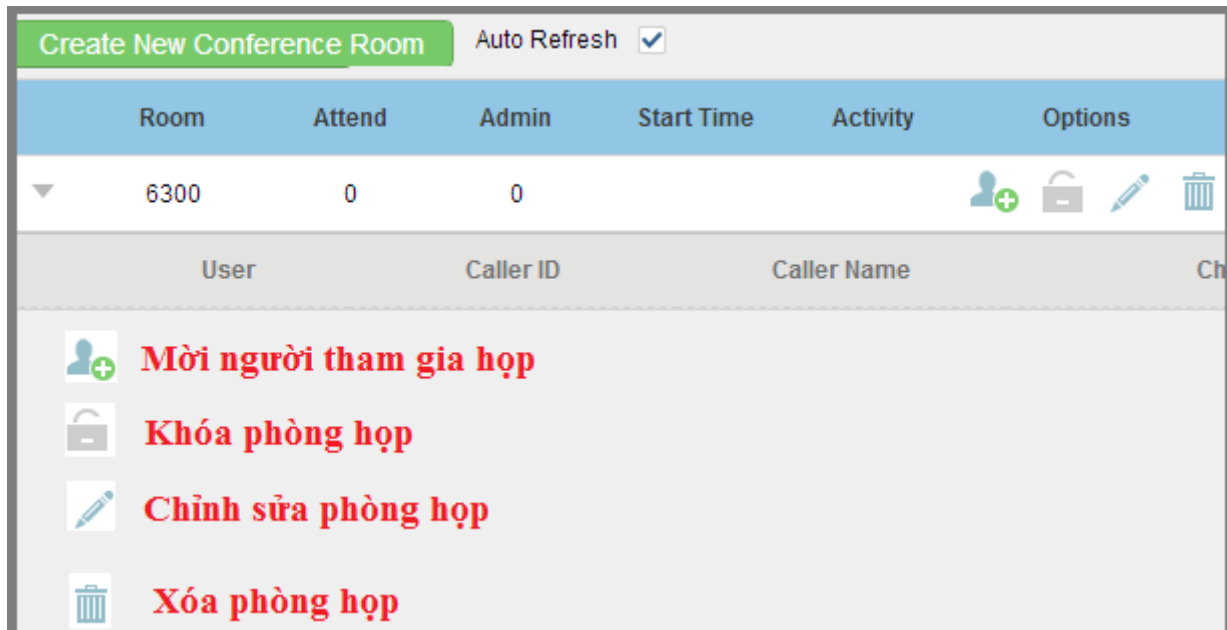 Create New Conference Room Auto Refresh
Room Attend Admin Start Time Activity Options
6300 0 0
User Caller ID Caller Name Ch
Mời người tham gia họp
Khóa phòng họp
Chỉnh sửa phòng họp
Xóa phòng họp